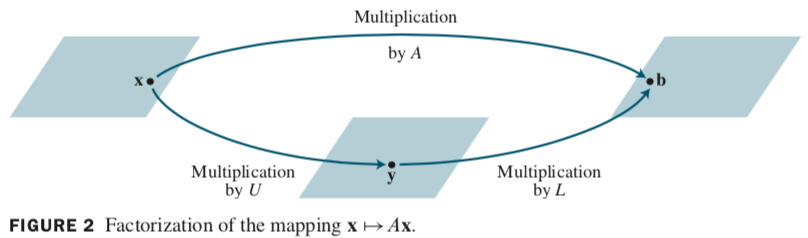 Multiplication
by A
x
b
y
Multiplication
by U
Multiplication
by L
FIGURE 2 Factorization of the mapping x ↦ Ax.